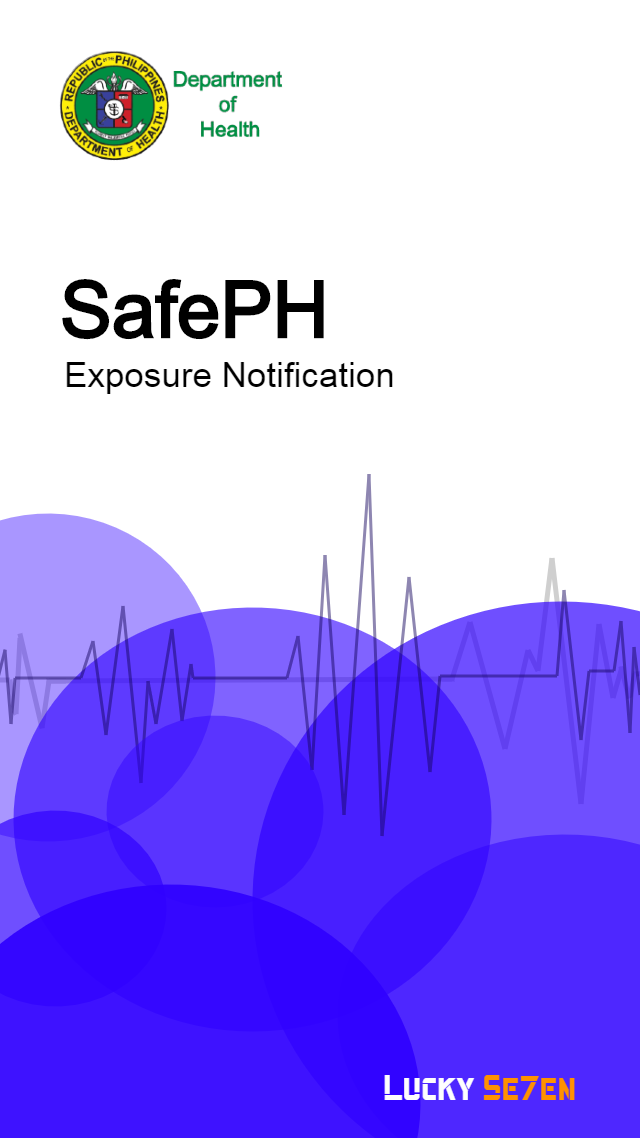 REPUBLIC OF THE PHILIPPINES
DEPARTMENT OF HEALTH
Department
of
Health
SafePH
Exposure Notification
Lucky Se7en